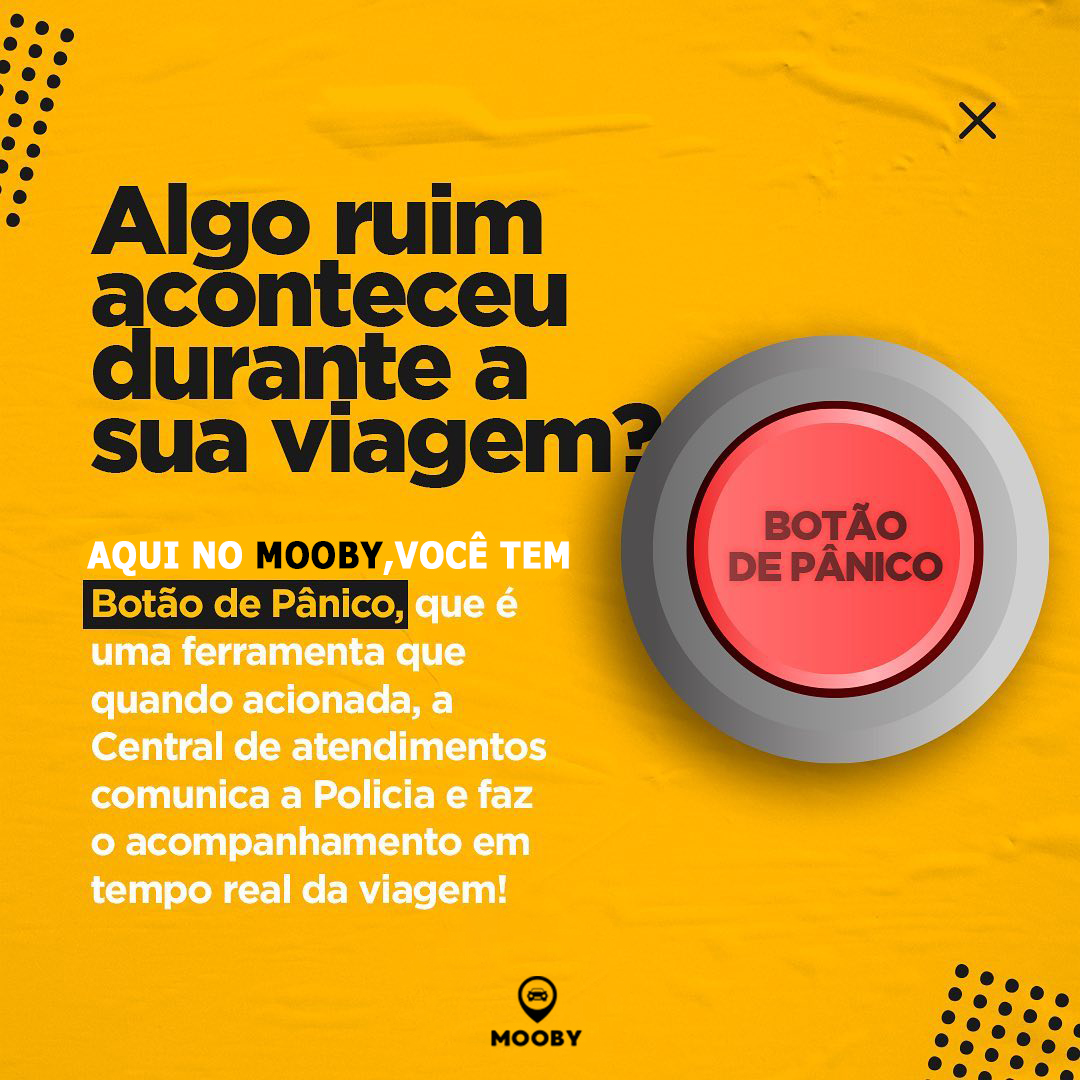 Algo ruim
aconteceu
durante a
sua viagem?
AQUI NO MOOBY,VOCÊ TEM
Botão de Pânico, que é
uma ferramenta que
quando acionada, a
Central de atendimentos
comunica a Policia e faz
o acompanhamento em
tempo real da viagem!
BOTÃO
DE PÂNICO
MOOBY